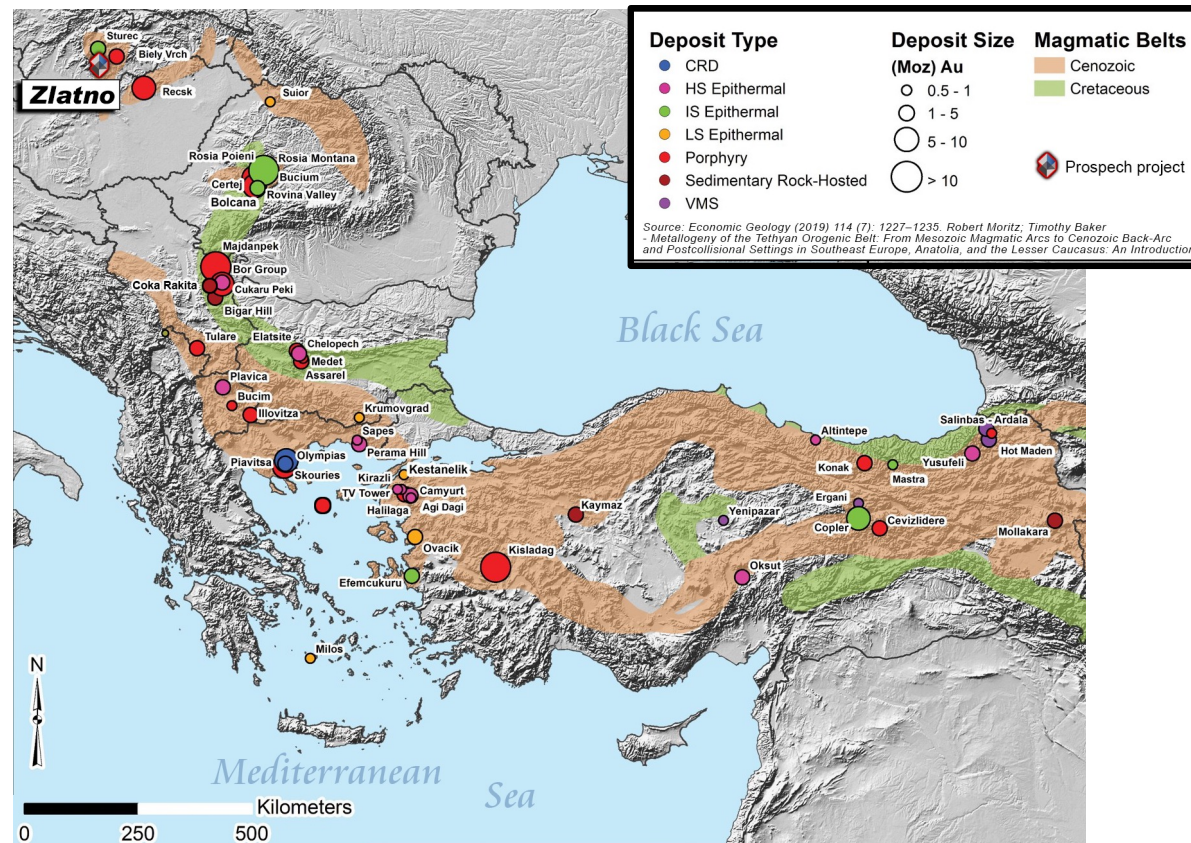 Sturec
Biely Vrch
Zlatno
Recsk
Suior
Rosia Poieni
Rosia Montana
Bucium
Certej
Rovina Valley
Bolcana
Majdanpek
Bor Group
Coka Rakita
Cukaru Peki
Bigar Hill
Tulare
Elatsite
Chelopech
Medet
Assarel
Plavica
Bucim
Illovitza
Krumovgrad
Sapes
Perama Hill
Olympias
Piavitsa
Skouries
Kirazli
Kestanelik
TV Tower
Camyurt
Halilaga
Agi Dagi
Ovacik
Efemcukuru
Kisladag
Kaymaz
Milos
Yenipazar
Oksut
Altintepe
Konak
Mastra
Ergani
Copler
Cevizlidere
Salinbas - Ardala
Yusufeli
Hot Maden
Mollakara
Black Sea
Mediterranean
Sea
N
Kilometers
0 250 500
Deposit Type
CRD
HS Epithermal
IS Epithermal
LS Epithermal
Porphyry
Sedimentary Rock-Hosted
VMS
Deposit Size
(Moz) Au
0.5 - 1
1 - 5
5 - 10
> 10
Magmatic Belts
Cenozoic
Cretaceous
Prospech project
Source: Economic Geology (2019) 114 (7): 1227–1235. Robert Moritz; Timothy Baker
- Metallogeny of the Tethyan Orogenic Belt: From Mesozoic Magmatic Arcs to Cenozoic Back-Arc
and Postcollisional Settings in Southeast Europe, Anatolia, and the Lesser Caucasus: An Introduction